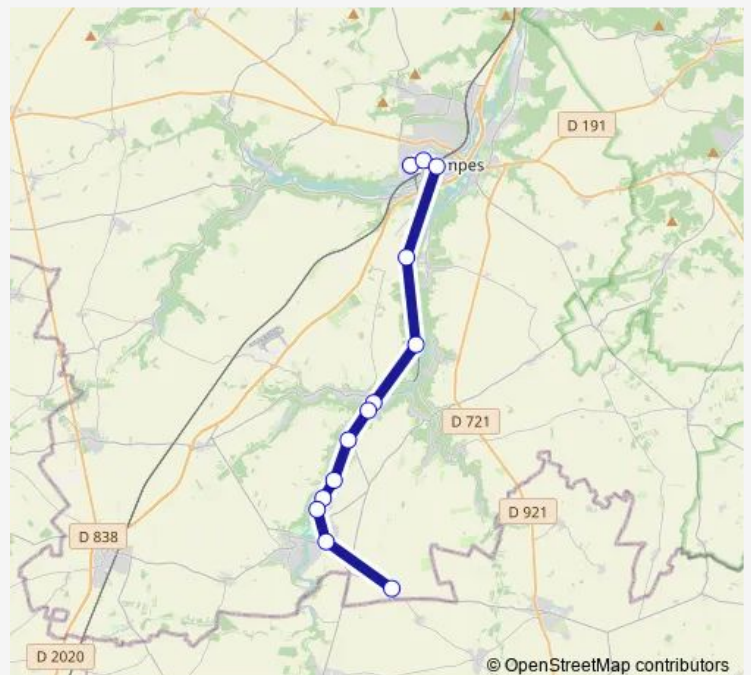 D 191
npes
D 721
D 921
D 838
D 2020
© OpenStreetMap contributors